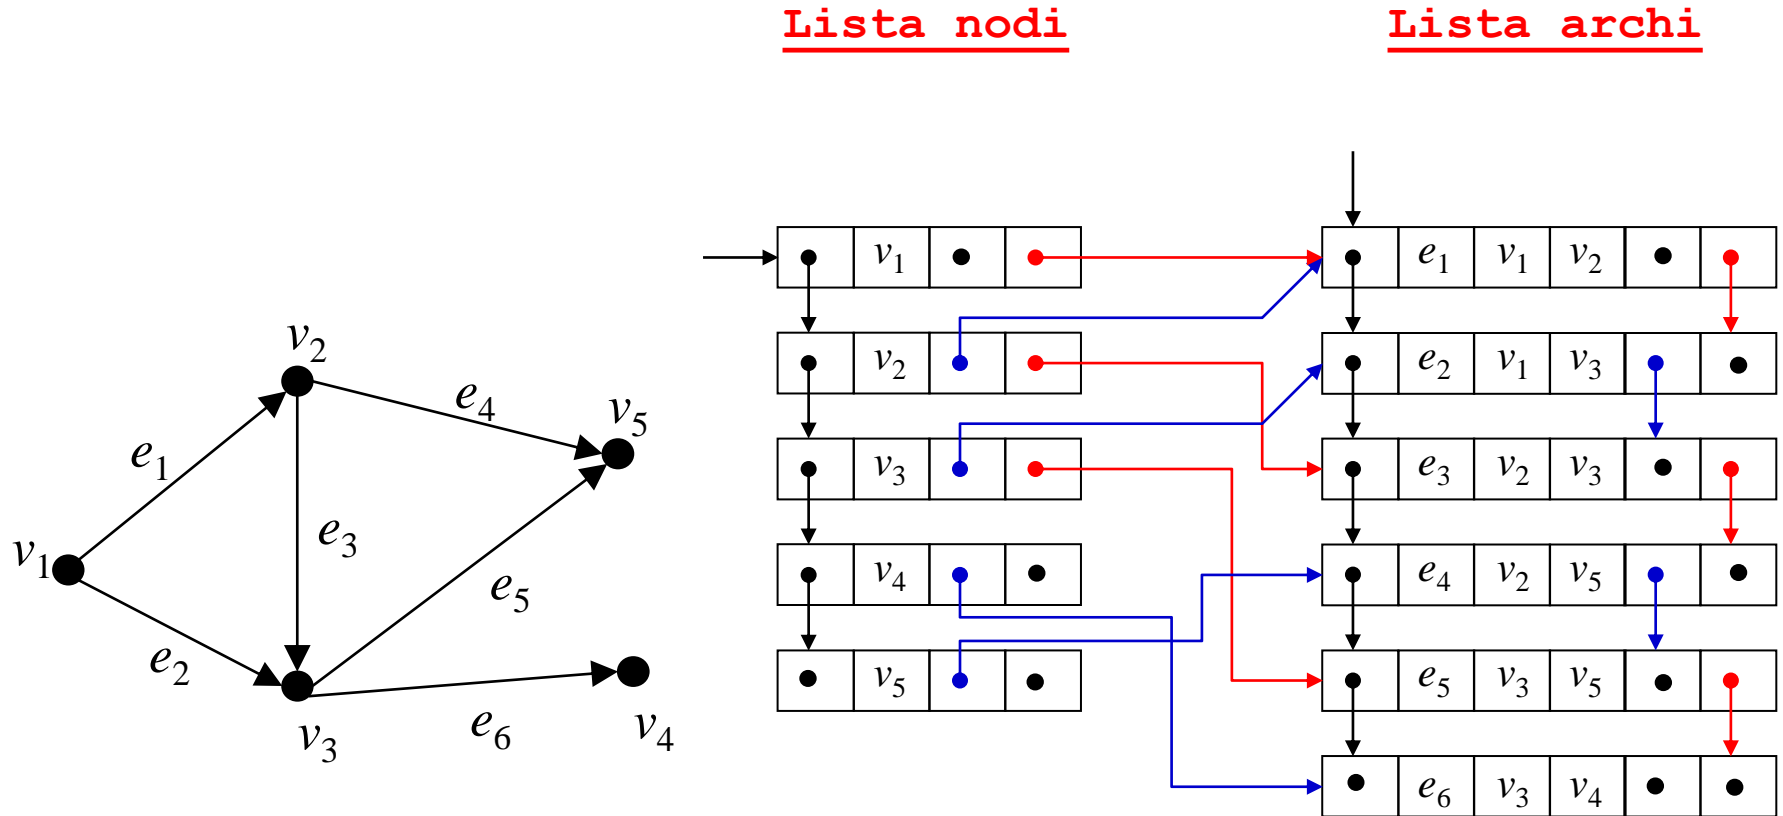 Lista nodi
Lista archi
v1
e1 v1 v2
v2
e2 v1 v3
v3
e3 v2 v3
v4
e4 v2 v5
v5
e5 v3 v5
e6 v3 v4
v2
e4
v5
e1
e3
v1
e5
e2
v3
e6
v4